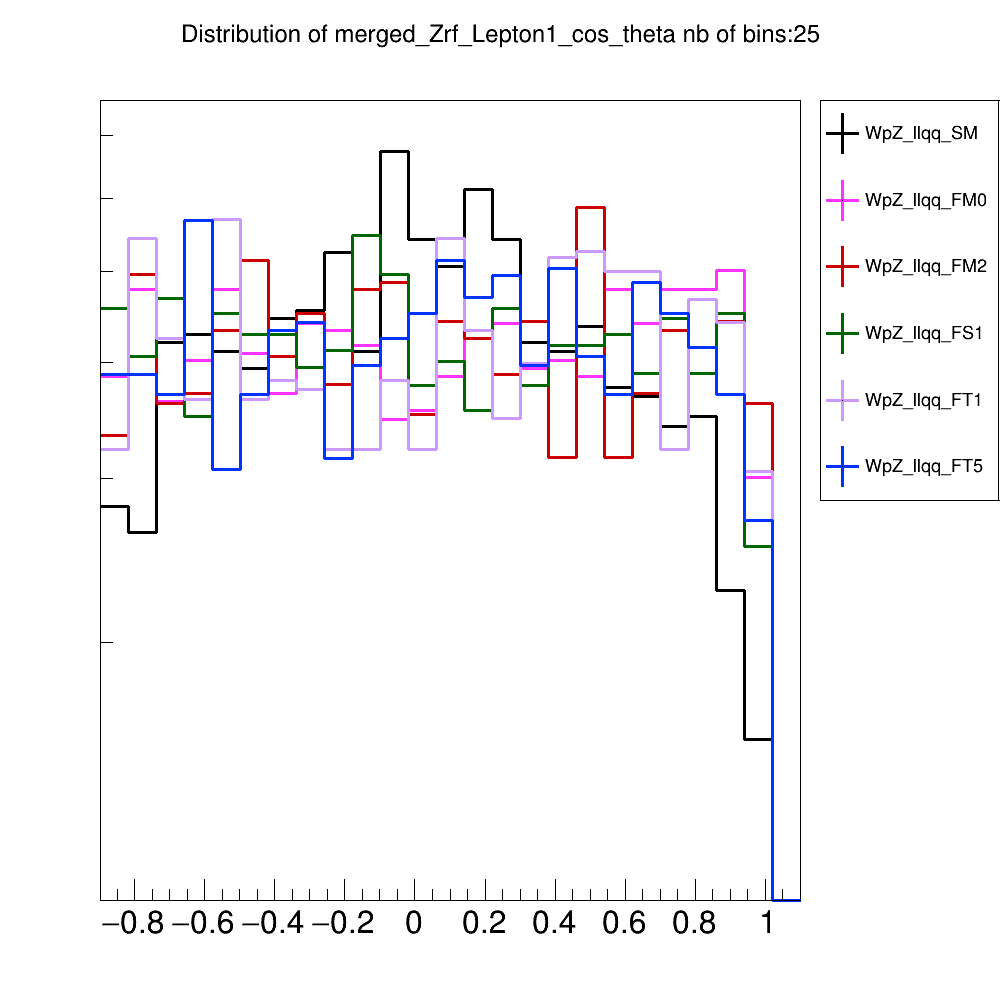 Distribution of merged_Zrf_Lepton1_cos_theta nb of bins:25
WpZ_llqq_SM
WpZ_llqq_FM0
WpZ_llqq_FM2
WpZ_llqq_FS1
WpZ_llqq_FT1
WpZ_llqq_FT5
−0.8 −0.6 −0.4 −0.2 0 0.2 0.4 0.6 0.8 1